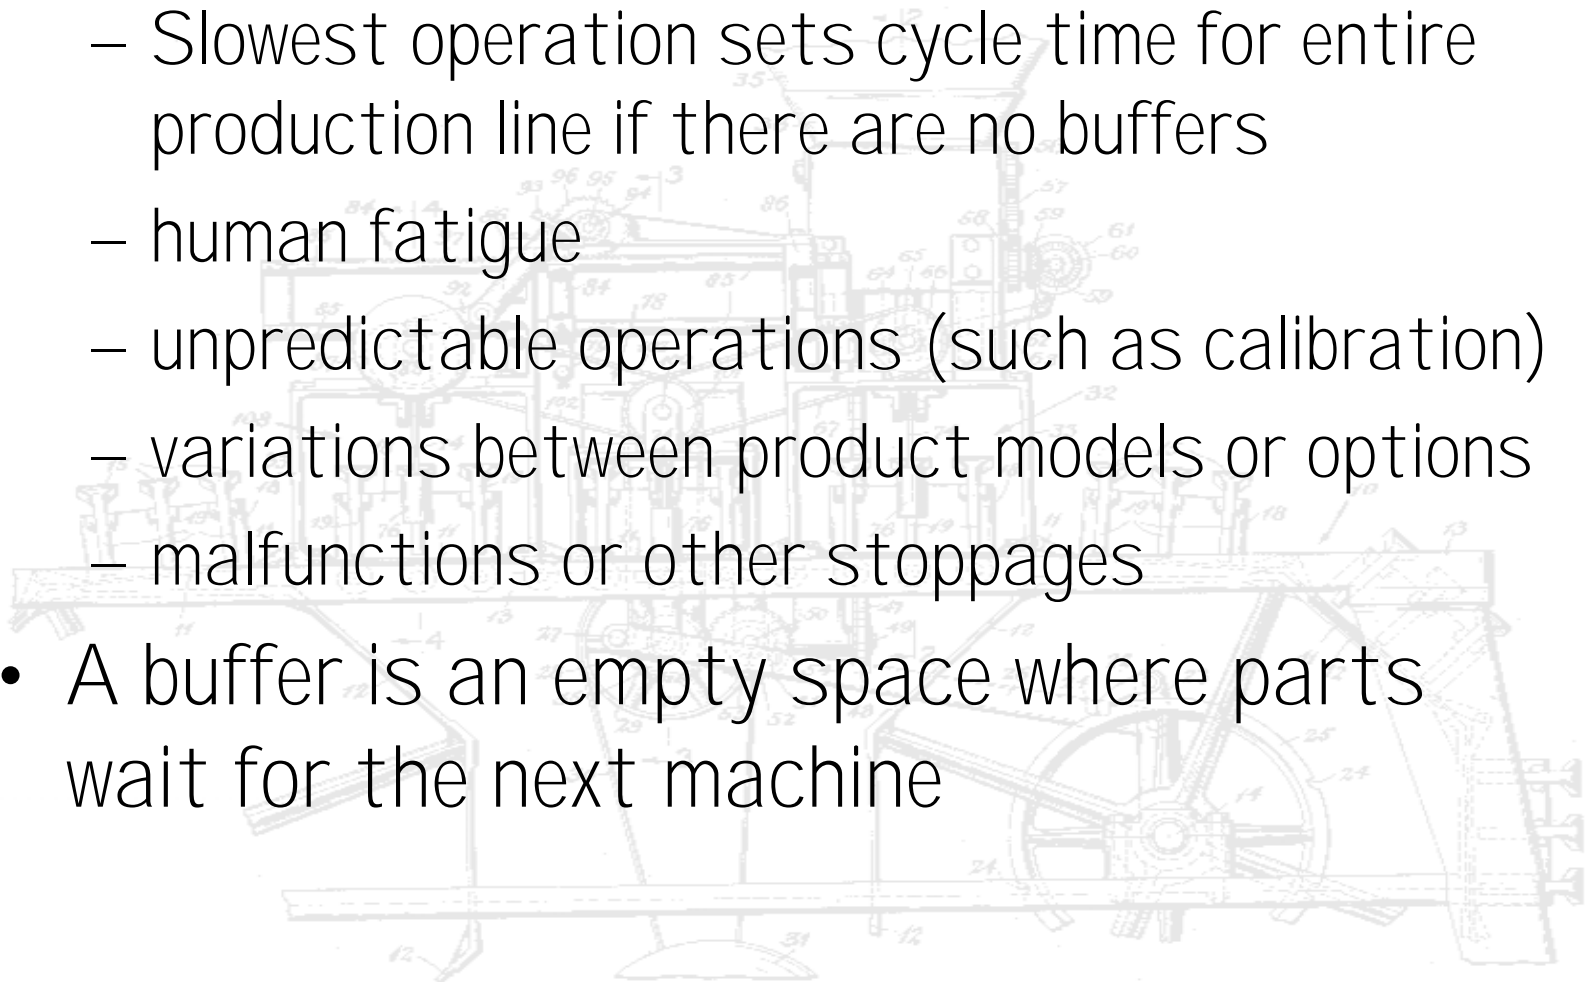 – Slowest operation sets cycle time for entire
production line if there are no buffers
– human fatigue
– unpredictable operations (such as calibration)
– variations between product models or options
– malfunctions or other stoppages
• A buffer is an empty space where parts
wait for the next machine